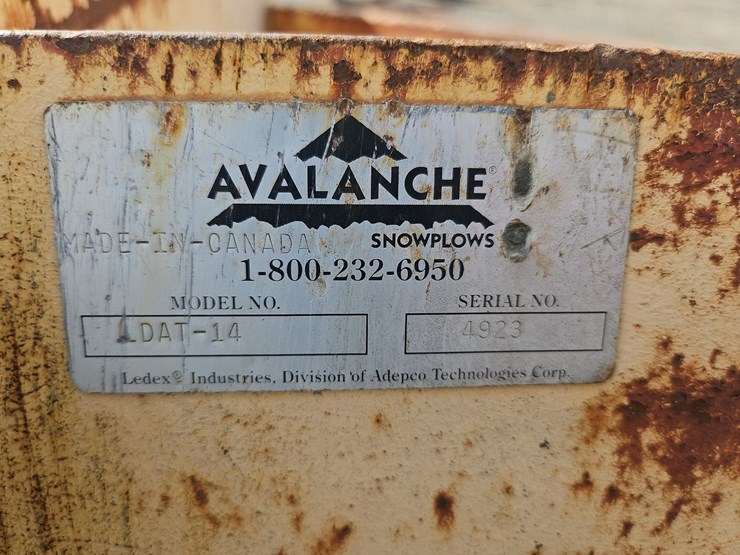 AVALANCHE®
MADE-IN-CANADA
SNOWPLOWS
1-800-232-6950
MODEL NO.
SERIAL NO.
LDAT-14
4923
Ledex® Industries, Division of Adepco Technologies Corp.